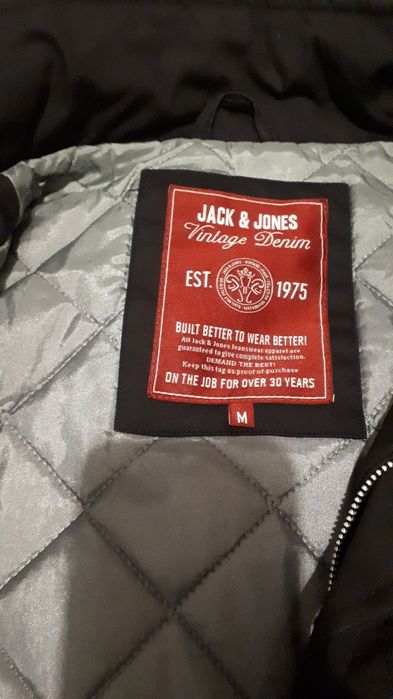 JACK & JONES
Vintage Denim
EST. 1975
BUILT BETTER TO WEAR BETTER!
All Jack & Jones Jeanswear apparel are
guaranteed to give complete satisfaction.
DEMAND THE BEST!
Keep this tag as proof of purchase
ON THE JOB FOR OVER 30 YEARS
M